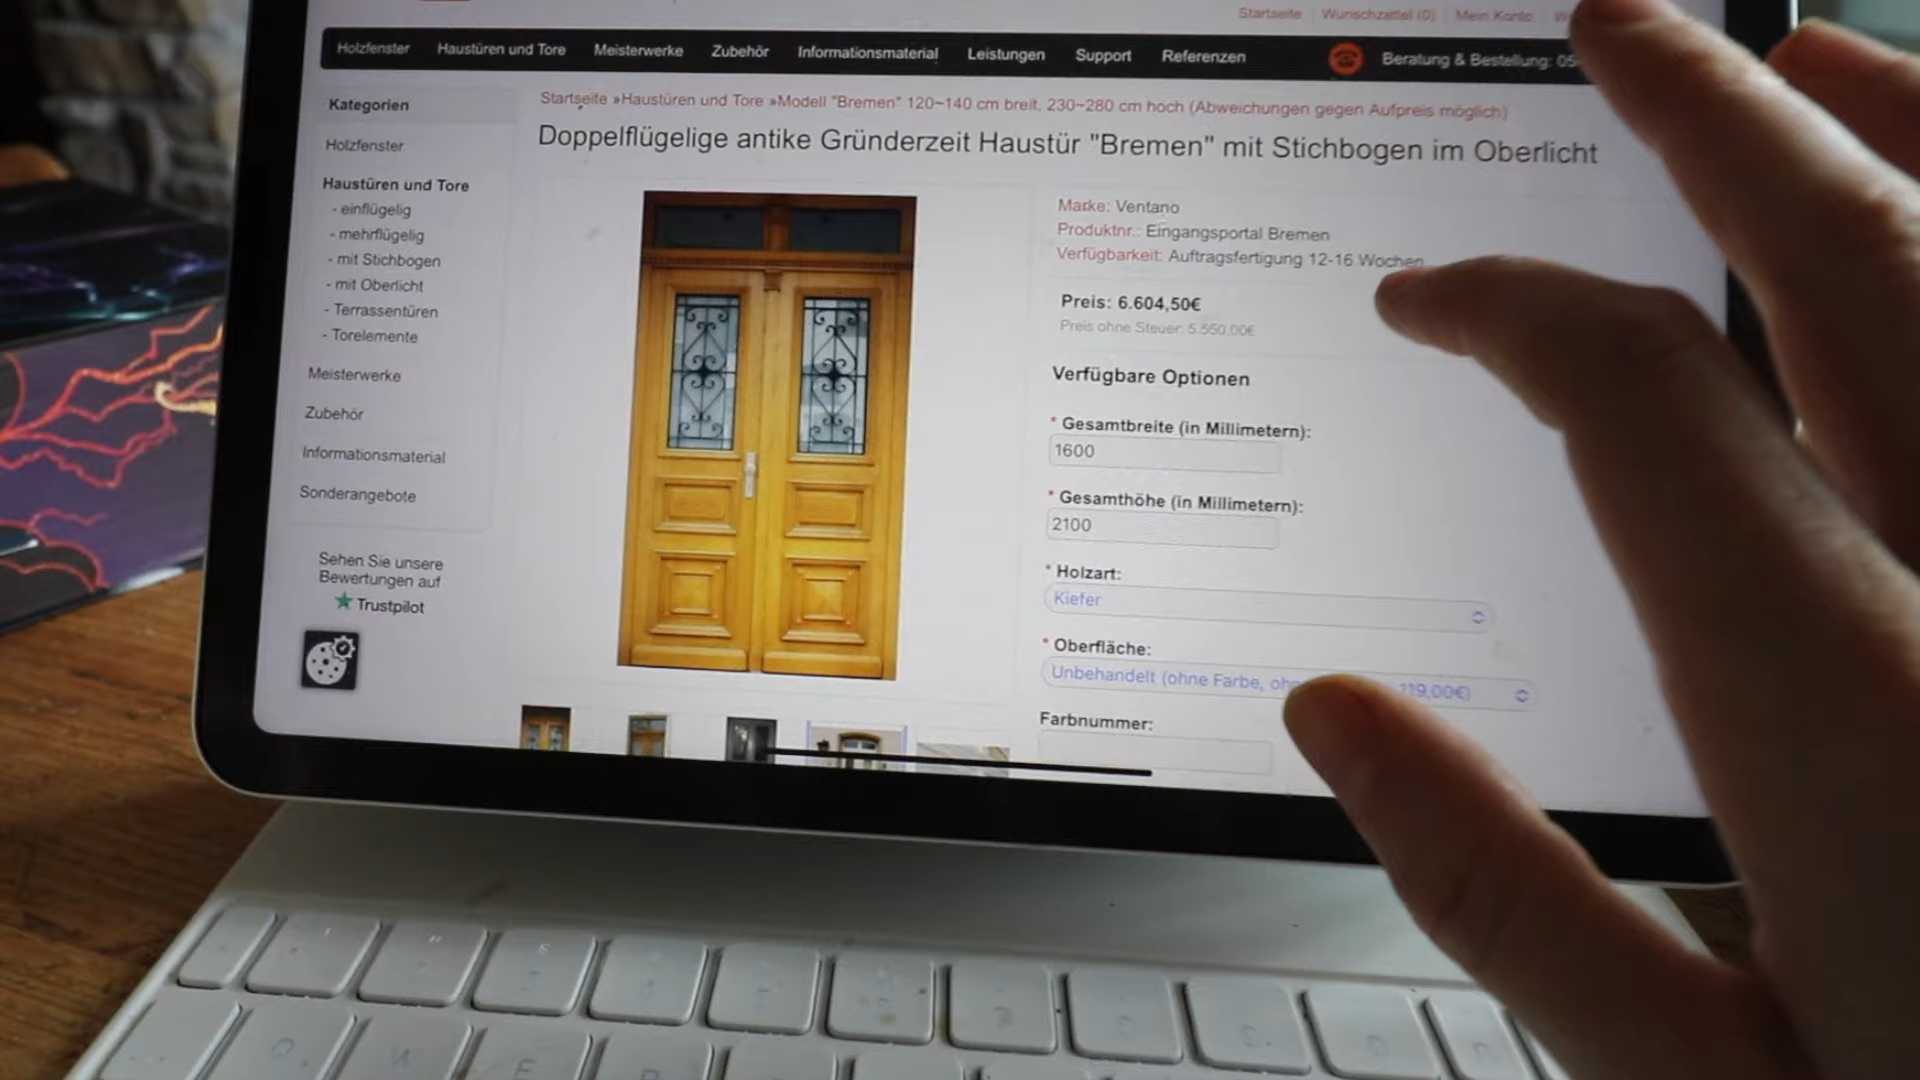 Startseite Wunschzettel (0) Mein Konto
Holzfenster Haustüren und Tore Meisterwerke Zubehör Informationsmaterial Leistungen Support Referenzen Beratung & Bestellung: 05
Kategorien
Holzfenster
Haustüren und Tore
- einflügelig
- mehrflügelig
- mit Stichbogen
- mit Oberlicht
- Terrassentüren
- Torelemente
Meisterwerke
Zubehör
Informationsmaterial
Sonderangebote
Sehen Sie unsere
Bewertungen auf
Trustpilot
Startseite »Haustüren und Tore »Modell "Bremen" 120~140 cm breit, 230~280 cm hoch (Abweichungen gegen Aufpreis möglich)
Doppelflügelige antike Gründerzeit Haustür "Bremen" mit Stichbogen im Oberlicht
Marke: Ventano
Produktnr.: Eingangsportal Bremen
Verfügbarkeit: Auftragsfertigung 12-16 Wochen
Preis: 6.604,50€
Preis ohne Steuer: 5.550,00€
Verfügbare Optionen
* Gesamtbreite (in Millimetern):
1600
* Gesamthöhe (in Millimetern):
2100
* Holzart:
Kiefer
* Oberfläche:
Unbehandelt (ohne Farbe, 119,00€)
Farbnummer: